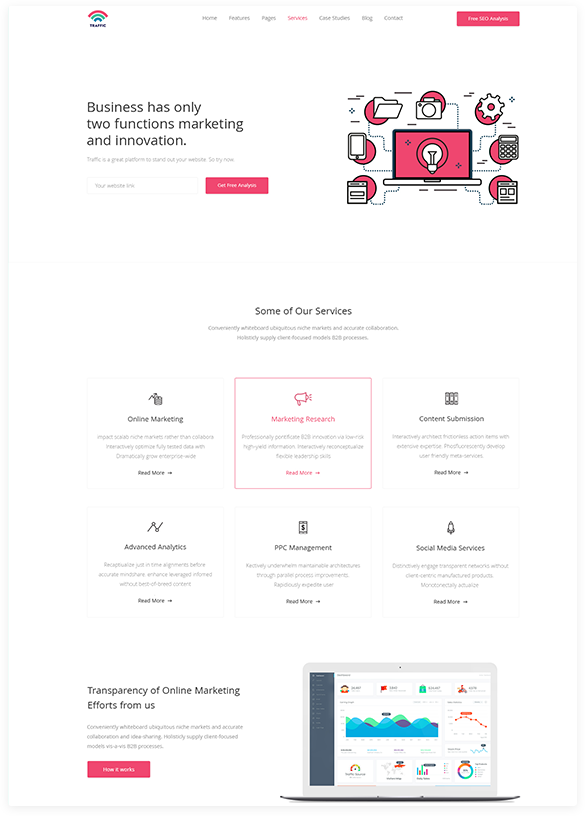 TRAFFIC
Home Features Pages Services Case Studies Blog Contact
Free SEO Analysis
Business has only
two functions marketing
and innovation.
Traffic is a great platform to stand out your website. So try now
Your website link
Get Free Analysis
Some of Our Services
Conveniently whiteboard ubiquitous niche markets and accurate collaboration.
Holisticly supply client-focused models B2B processes.
Online Marketing
Impact scalab niche markets rather than collabora
Interactively optimize fully tested data with
Dramatically grow enterprise-wide
Read More →
Marketing Research
Professionally pontificate B2B innovation via low-risk
high-yield information. Interactively reconceptualize
flexible leadership skills
Read More →
Content Submission
Interactively architect frictionless action items with
extensive expertise. Phosfluorescently develop
user friendly meta-services
Read More →
Advanced Analytics
Recaptiualize just in time alignments before
accurate mindshare. enhance leveraged inferred
without best-of-breed content
Read More →
PPC Management
maintainable architectures
through parallel process improvements.
Rapidiously expedite user
Read More →
Social Media Services
Distinctively engage transparent networks without
client-centric manufactured products.
Monotonectally actualize
Read More →
Transparency of Online Marketing
Efforts from us
Conveniently whiteboard ubiquitous niche markets and accurate
collaboration and idea-sharing. Holisticly supply client-focused
models vis-a-vis B2B processes.
How it works